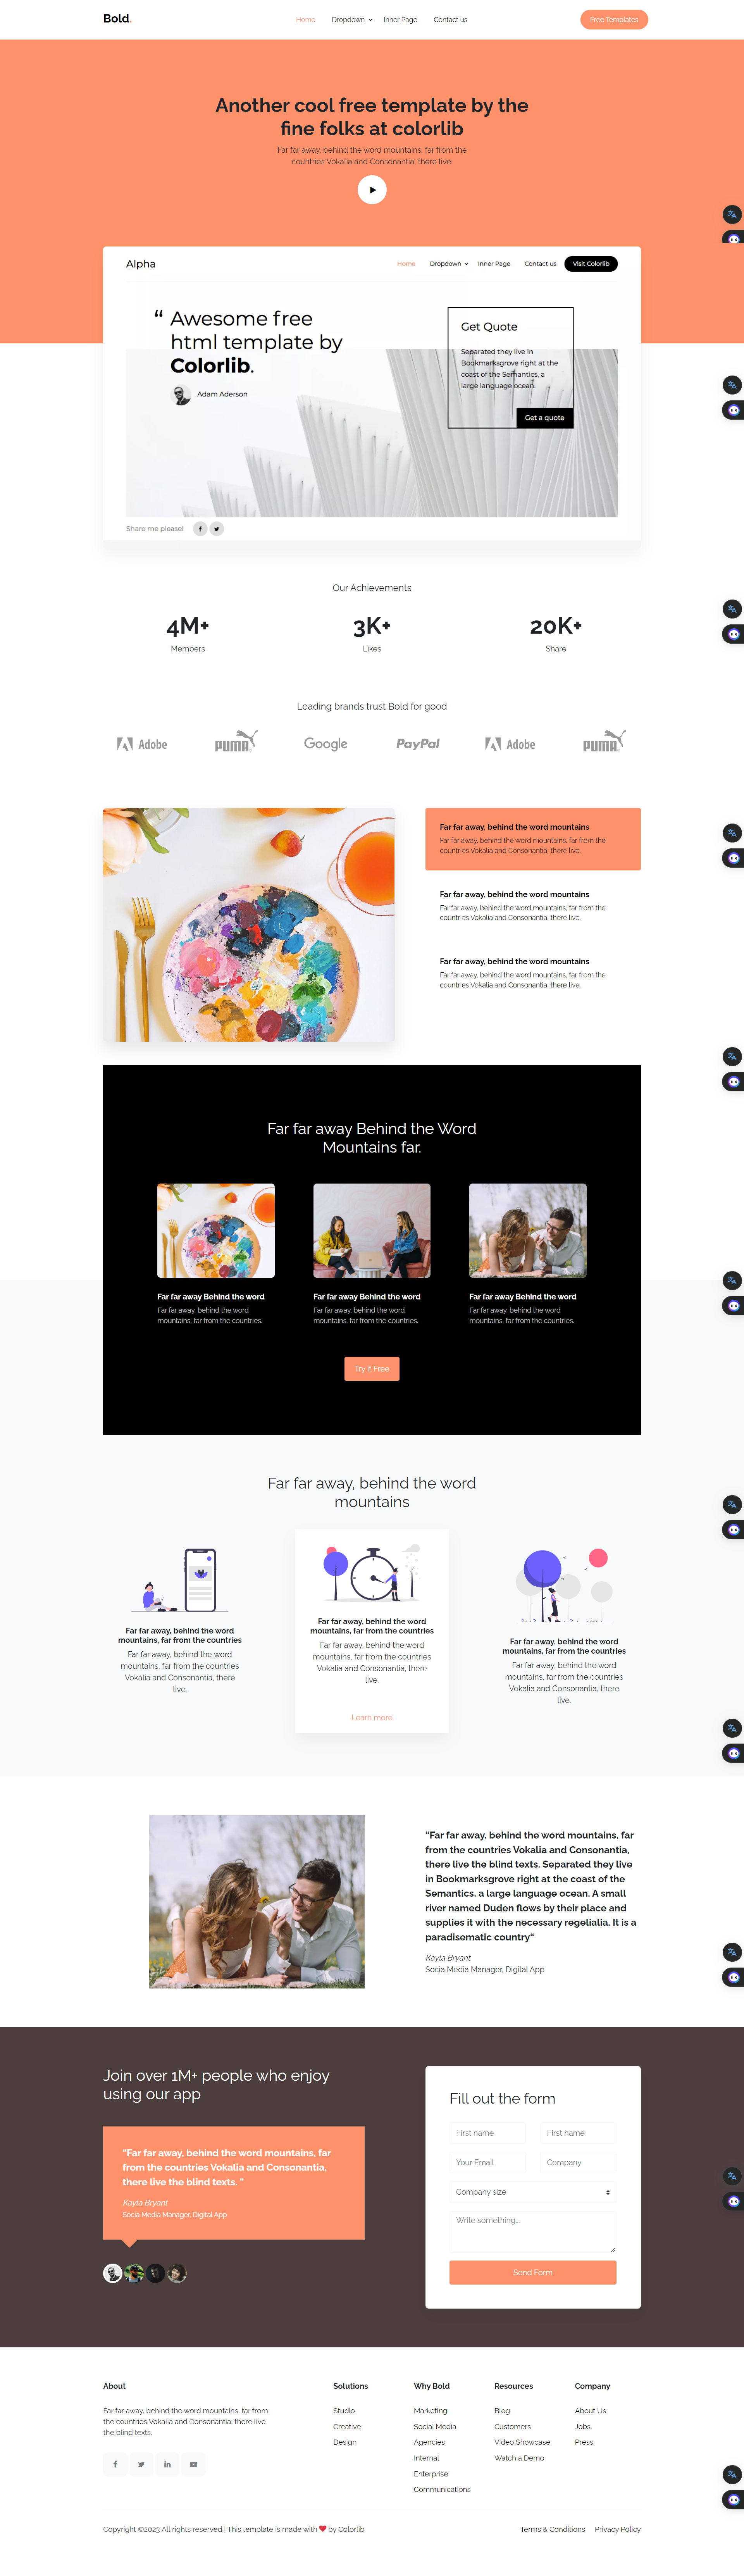 Bold.
Home Dropdown Inner Page Contact us
Free Templates
Another cool free template by the
fine folks at colorlib
Far far away, behind the word mountains, far from the
countries Vokalia and Consonantia, there live.
Alpha
Home Dropdown Inner Page Contact us Visit Colorlib
“ Awesome free
html template by
Colorlib.
Adam Aderson
Get Quote
Separated they live in
Bookmarksgrove right at the
coast of the Semantics, a
large language ocean.
Get a quote
Share me please!
Our Achievements
4M+
Members
3K+
Likes
20K+
Share
Leading brands trust Bold for good
Adobe
PUMA
Google
PayPal
Adobe
PUMA
Far far away, behind the word mountains
Far far away, behind the word mountains, far from the
countries Vokalia and Consonantia, there live.
Far far away, behind the word mountains
Far far away, behind the word mountains, far from the
countries Vokalia and Consonantia, there live.
Far far away, behind the word mountains
Far far away, behind the word mountains, far from the
countries Vokalia and Consonantia, there live.
Far far away Behind the Word
Mountains far.
Far far away Behind the word
Far far away, behind the word
mountains, far from the countries.
Far far away Behind the word
Far far away, behind the word
mountains, far from the countries.
Far far away Behind the word
Far far away, behind the word
mountains, far from the countries.
Try it Free
Far far away, behind the word
mountains
Far far away, behind the word
mountains, far from the countries
Far far away, behind the word
mountains, far from the countries
Vokalia and Consonantia, there
live.
Far far away, behind the word
mountains, far from the countries
Far far away, behind the word
mountains, far from the countries
Vokalia and Consonantia, there
live.
Learn more
Far far away, behind the word
mountains, far from the countries
Far far away, behind the word
mountains, far from the countries
Vokalia and Consonantia, there
live.
“Far far away, behind the word mountains, far
from the countries Vokalia and Consonantia,
there live the blind texts. Separated they live
in Bookmarksgrove right at the coast of the
Semantics, a large language ocean. A small
river named Duden flows by their place and
supplies it with the necessary regelialia. It is a
paradisematic country”
Kayla Bryant
Socia Media Manager, Digital App
Join over 1M+ people who enjoy
using our app
“Far far away, behind the word mountains, far
from the countries Vokalia and Consonantia,
there live the blind texts. ”
Kayla Bryant
Socia Media Manager, Digital App
Fill out the form
First name
First name
Your Email
Company
Company size
Write something...
Send Form
About
Far far away, behind the word mountains, far from
the countries Vokalia and Consonantia, there live
the blind texts.
Solutions
Studio
Creative
Design
Why Bold
Marketing
Social Media
Agencies
Internal
Enterprise
Communications
Resources
Blog
Customers
Video Showcase
Watch a Demo
Company
About Us
Jobs
Press
Copyright ©2023 All rights reserved | This template is made with ❤ by Colorlib
Terms & Conditions Privacy Policy